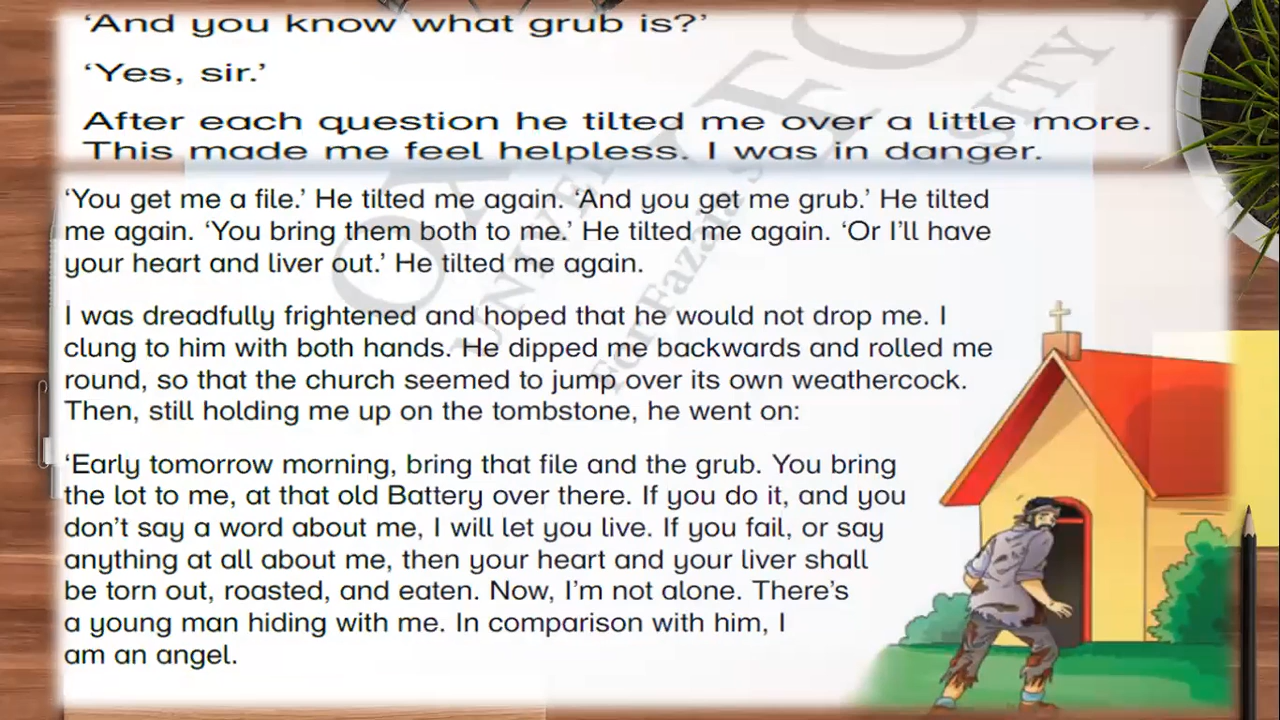 ‘And you know what grub is?’
‘Yes, sir.’
After each question he tilted me over a little more.
This made me feel helpless. I was in danger.
‘You get me a file.’ He tilted me again. ‘And you get me grub.’ He tilted
me again. ‘You bring them both to me.’ He tilted me again. ‘Or I’ll have
your heart and liver out.’ He tilted me again.
I was dreadfully frightened and hoped that he would not drop me. I
clung to him with both hands. He dipped me backwards and rolled me
round, so that the church seemed to jump over its own weathercock.
Then, still holding me up on the tombstone, he went on:
‘Early tomorrow morning, bring that file and the grub. You bring
the lot to me, at that old Battery over there. If you do it, and you
don’t say a word about me, I will let you live. If you fail, or say
anything at all about me, then your heart and your liver shall
be torn out, roasted, and eaten. Now, I’m not alone. There’s
a young man hiding with me. In comparison with him, I
am an angel.